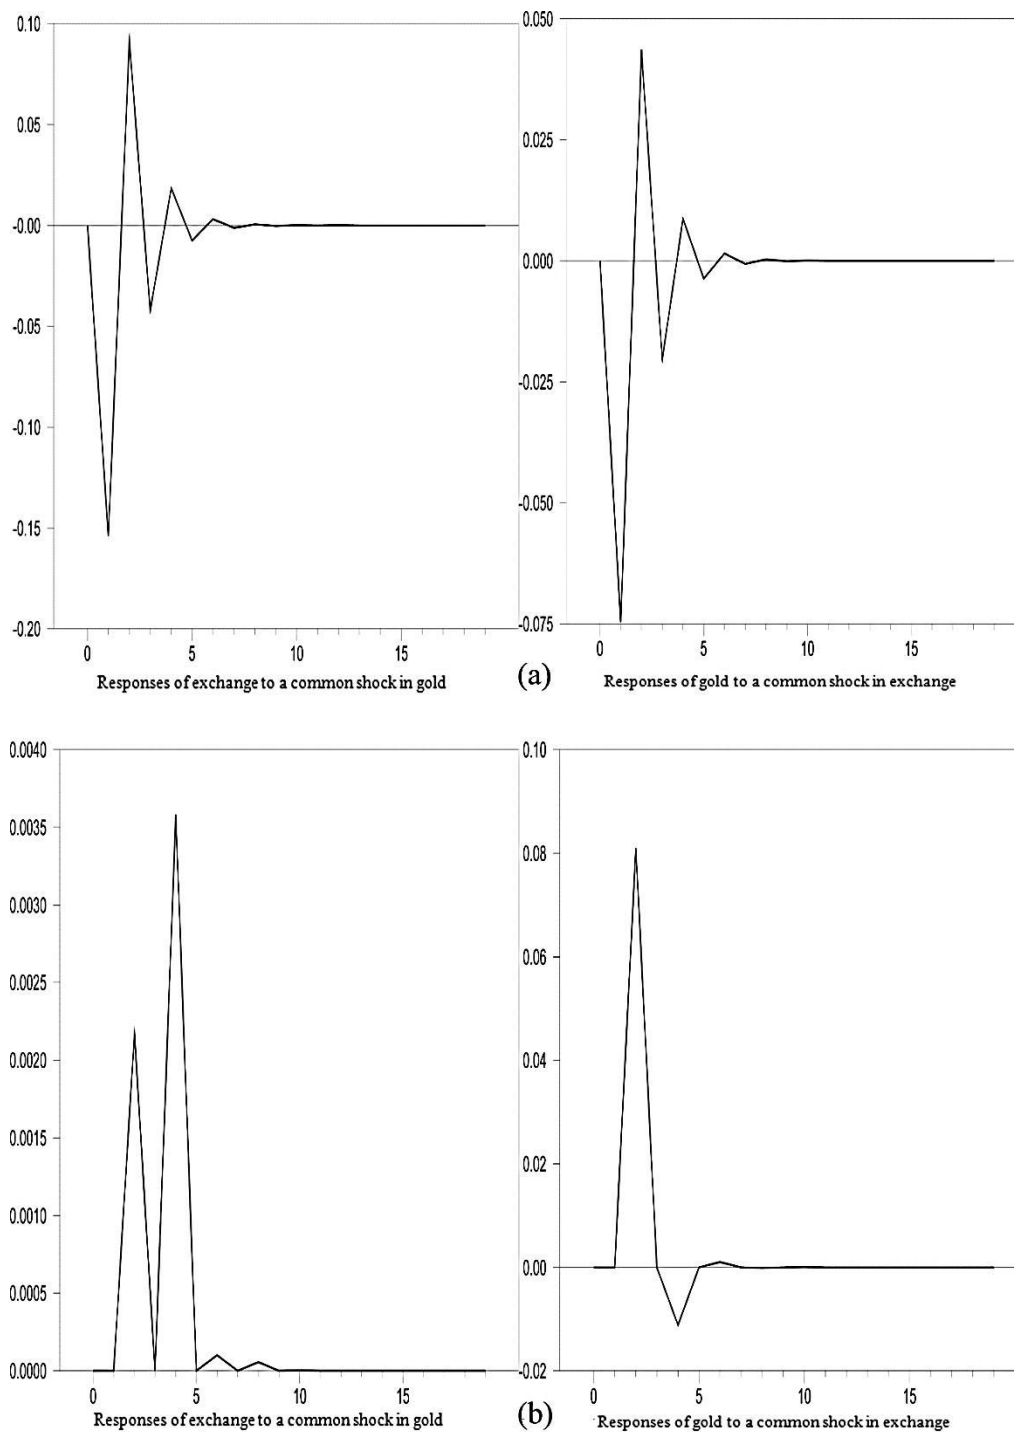 0.10
0.05
-0.00
-0.05
-0.10
-0.15
-0.20
0 5 10 15
Responses of exchange to a common shock in gold
0.050
0.025
0.000
-0.025
-0.050
-0.075
0 5 10 15
Responses of gold to a common shock in exchange
(a)
0.0040
0.0035
0.0030
0.0025
0.0020
0.0015
0.0010
0.0005
0.0000
0 5 10 15
Responses of exchange to a common shock in gold
0.10
0.08
0.06
0.04
0.02
0.00
-0.02
0 5 10 15
Responses of gold to a common shock in exchange
(b)